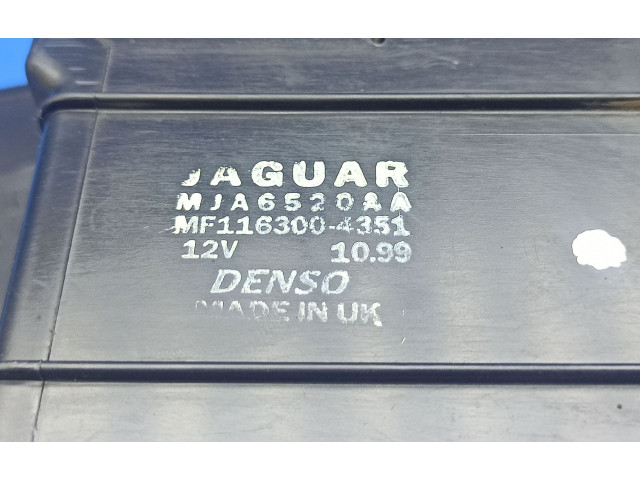 JAGUAR
MJA6520AA
MF116300-4351
12V 10.99
DENSO
MADE IN UK